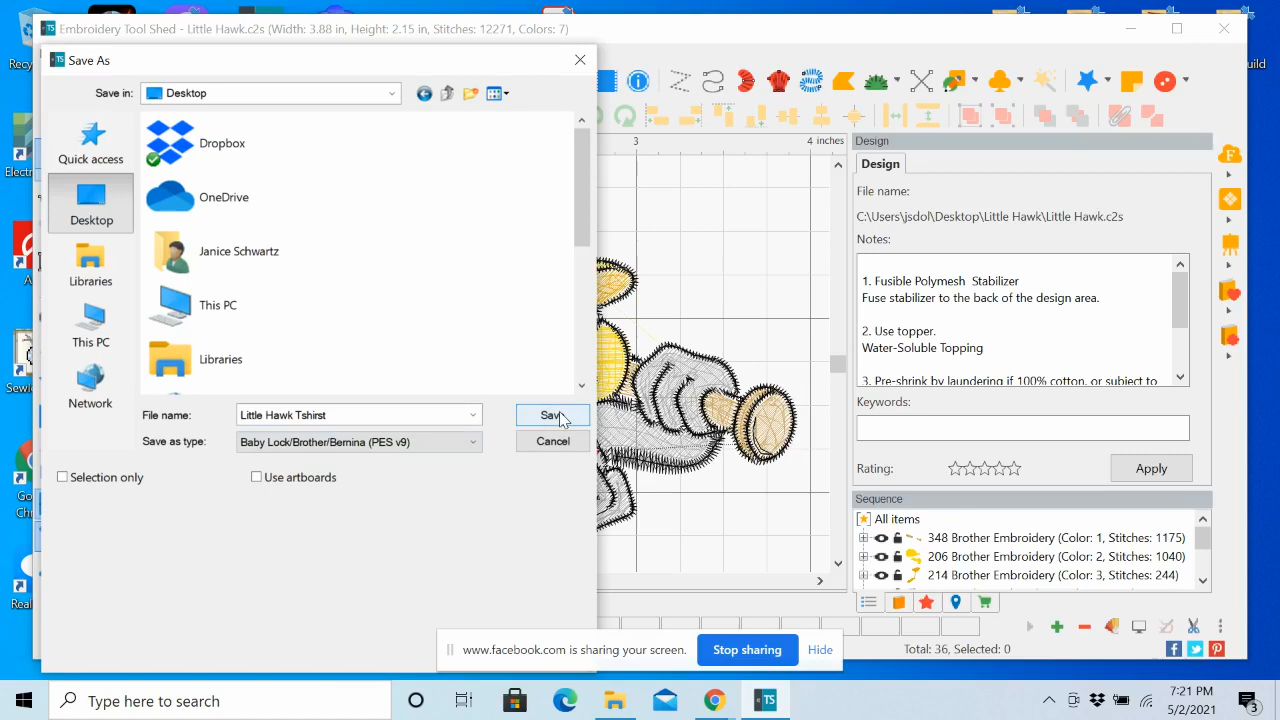 Embroidery Tool Shed - Little Hawk.c2s (Width: 3.88 in, Height: 2.15 in, Stitches: 12271, Colors: 7)
Save As
Save in:
Desktop
Quick access
Desktop
Libraries
This PC
Network
Dropbox
OneDrive
Janice Schwartz
This PC
Libraries
File name:
Little Hawk Tshirst
Save
Save as type:
Baby Lock/Brother/Bernina (PES v9)
Cancel
Selection only
Use artboards
3
4 inches
Design
Design
File name:
C:\Users\jsdol\Desktop\Little Hawk\Little Hawk.c2s
Notes:
1. Fusible Polymesh Stabilizer
Fuse stabilizer to the back of the design area.
2. Use topper.
Water-Soluble Topping
3. Pre-shrink by laundering if 100% cotton, or subject to
Keywords:
Rating:
Apply
Sequence
All items
348 Brother Embroidery (Color: 1, Stitches: 1175)
206 Brother Embroidery (Color: 2, Stitches: 1040)
214 Brother Embroidery (Color: 3, Stitches: 244)
Total: 36, Selected: 0
www.facebook.com is sharing your screen.
Stop sharing
Hide
Type here to search
TS
7:21 PM
5/2/2021
3